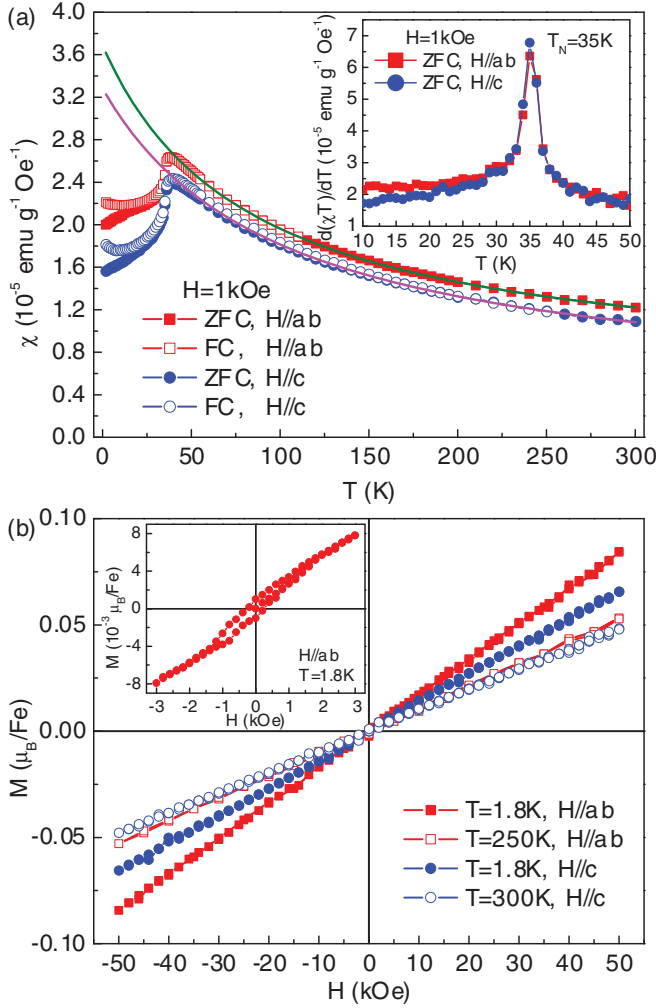 (a)
4.0
3.6
3.2
2.8
2.4
2.0
1.6
1.2
0.8
0.4
0.0
χ (10⁻⁵ emu g⁻¹ Oe⁻¹)
H=1kOe
ZFC, H//ab
FC, H//ab
ZFC, H//c
FC, H//c
0 50 100 150 200 250 300
T (K)
H=1kOe
ZFC, H//ab
ZFC, H//c
T_N=35K
7
6
5
4
3
2
1
d(χT)/dT (10⁻⁵ emu g⁻¹ Oe⁻¹)
10 15 20 25 30 35 40 45 50
T (K)
(b)
0.10
0.05
0.00
-0.05
-0.10
M (μ_B/Fe)
8
4
0
-4
-8
M (10⁻³ μ_B/Fe)
H//ab
T=1.8K
-3 -2 -1 0 1 2 3
H (kOe)
T=1.8K, H//ab
T=250K, H//ab
T=1.8K, H//c
T=300K, H//c
-50 -40 -30 -20 -10 0 10 20 30 40 50
H (kOe)